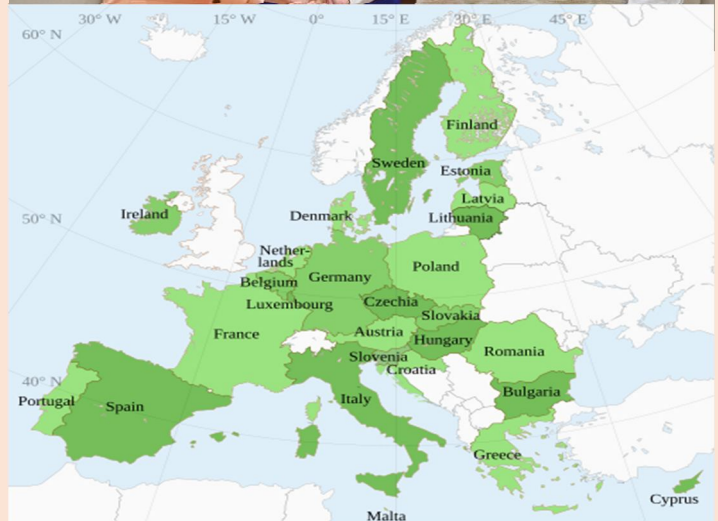 30° W
15° W
0°
15° E
30° E
45° E
60° N
Finland
Sweden
Estonia
Latvia
Lithuania
Ireland
Denmark
50° N
Nether-
lands
Poland
Germany
Belgium
Luxembourg
Czechia
Slovakia
France
Austria
Hungary
Romania
Slovenia
Croatia
40° N
Bulgaria
Portugal
Spain
Italy
Greece
Cyprus
Malta